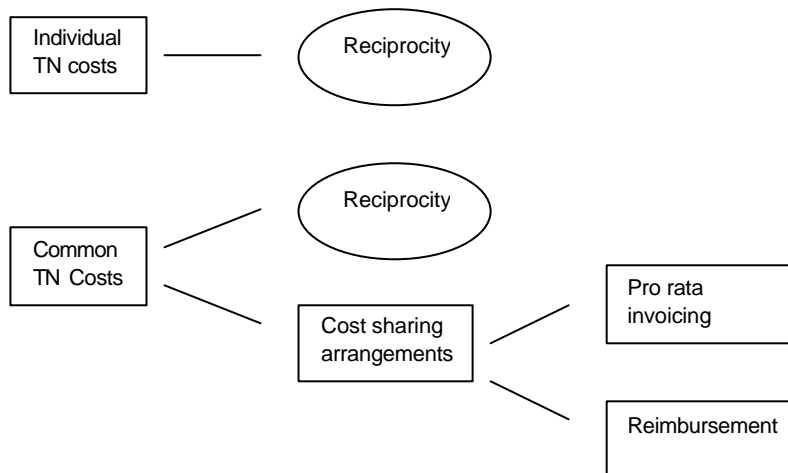 Individual
TN costs
Reciprocity
Reciprocity
Common
TN Costs
Cost sharing
arrangements
Pro rata
invoicing
Reimbursement